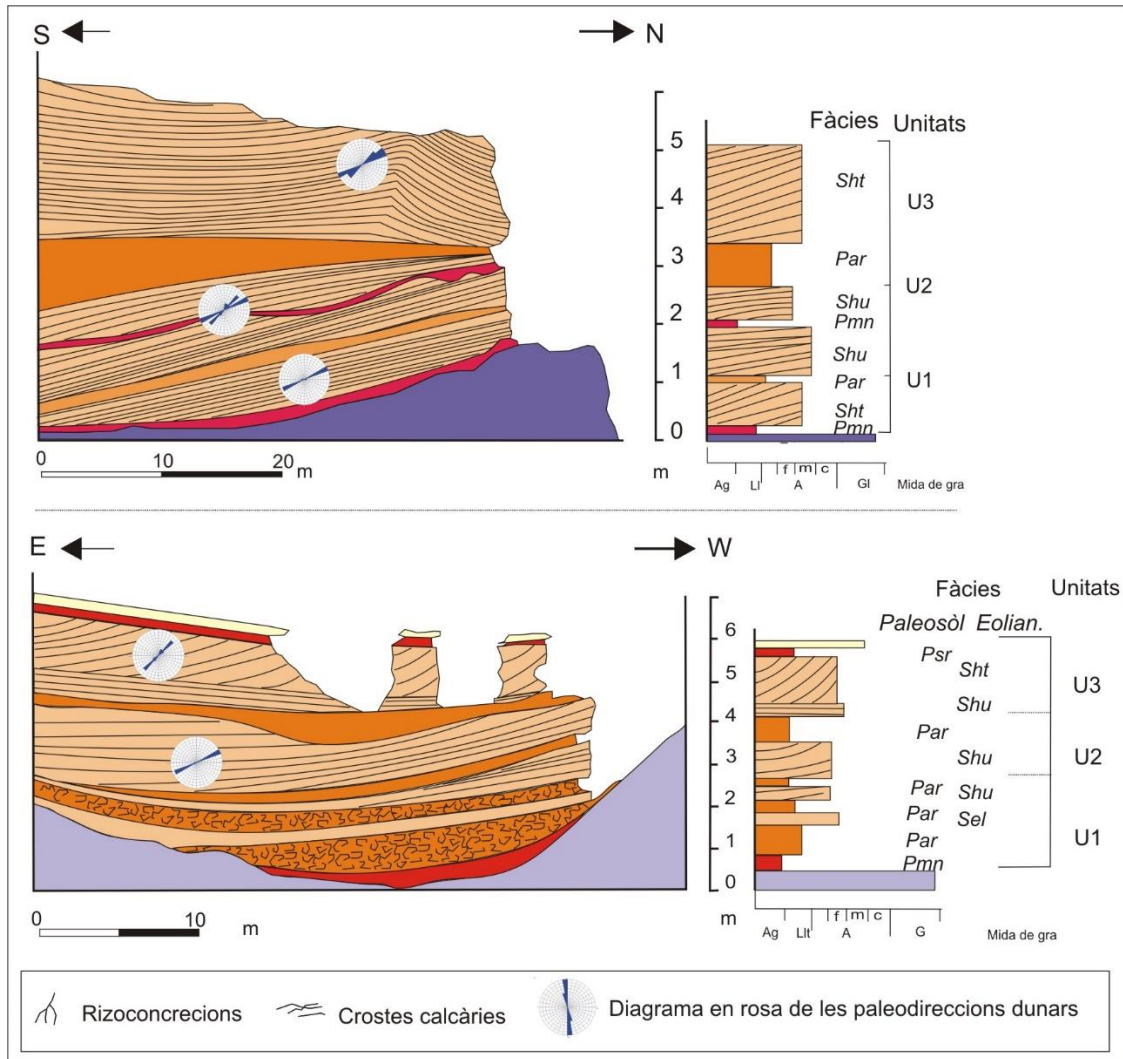 S N
Fàcies Unitats
5
Sht
U3
4
3
Par
U2
Shu
2
Pmn
Shu
1
Par
U1
Sht
0
Pmn
m
0 10 20 m
f m c
Ag Ll A Gl Mida de gra
E W
Fàcies Unitats
6
Paleosòl Eolian.
Psr
Sht
5
U3
Shu
4
Par
3
Shu
U2
Par Shu
2
Par Sel
Par
U1
1
Pmn
0
m
0 10 m
f m c
Ag Llt A G Mida de gra
Rizoconcrecions
Crostes calcàries
Diagrama en rosa de les paleodireccions dunars